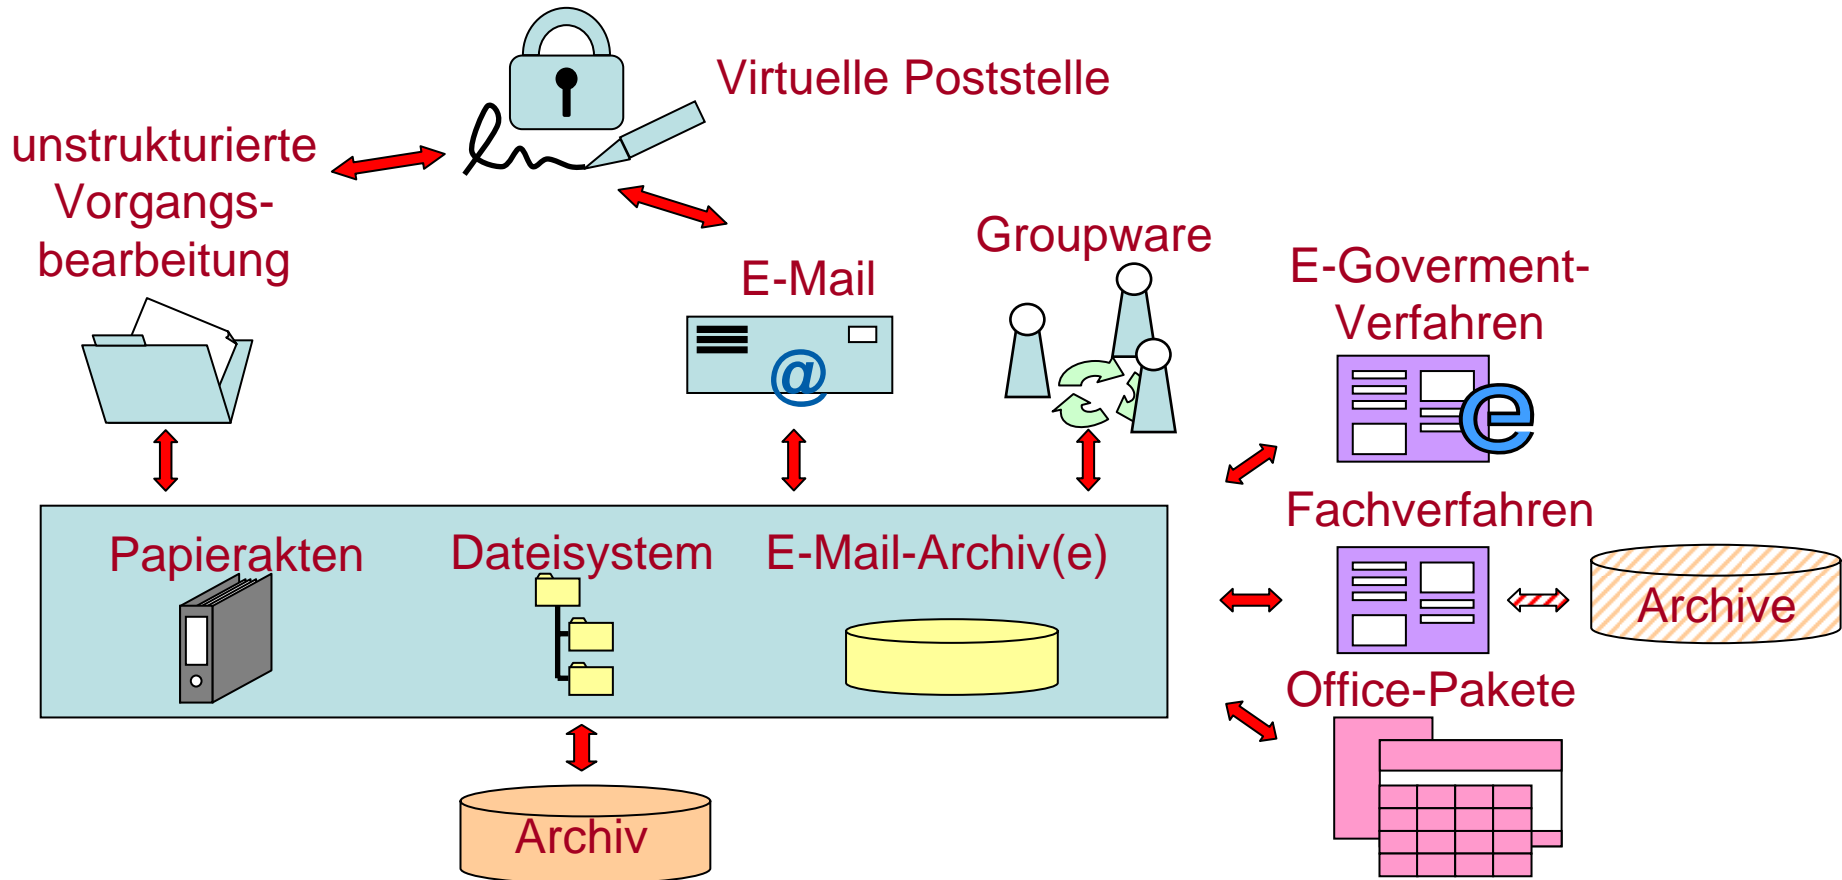 Virtuelle Poststelle
unstrukturierte
Vorgangs-
bearbeitung
E-Mail
@
Groupware
E-Goverment-
Verfahren
e
Papierakten
Dateisystem
E-Mail-Archiv(e)
Fachverfahren
Archive
Office-Pakete
Archiv